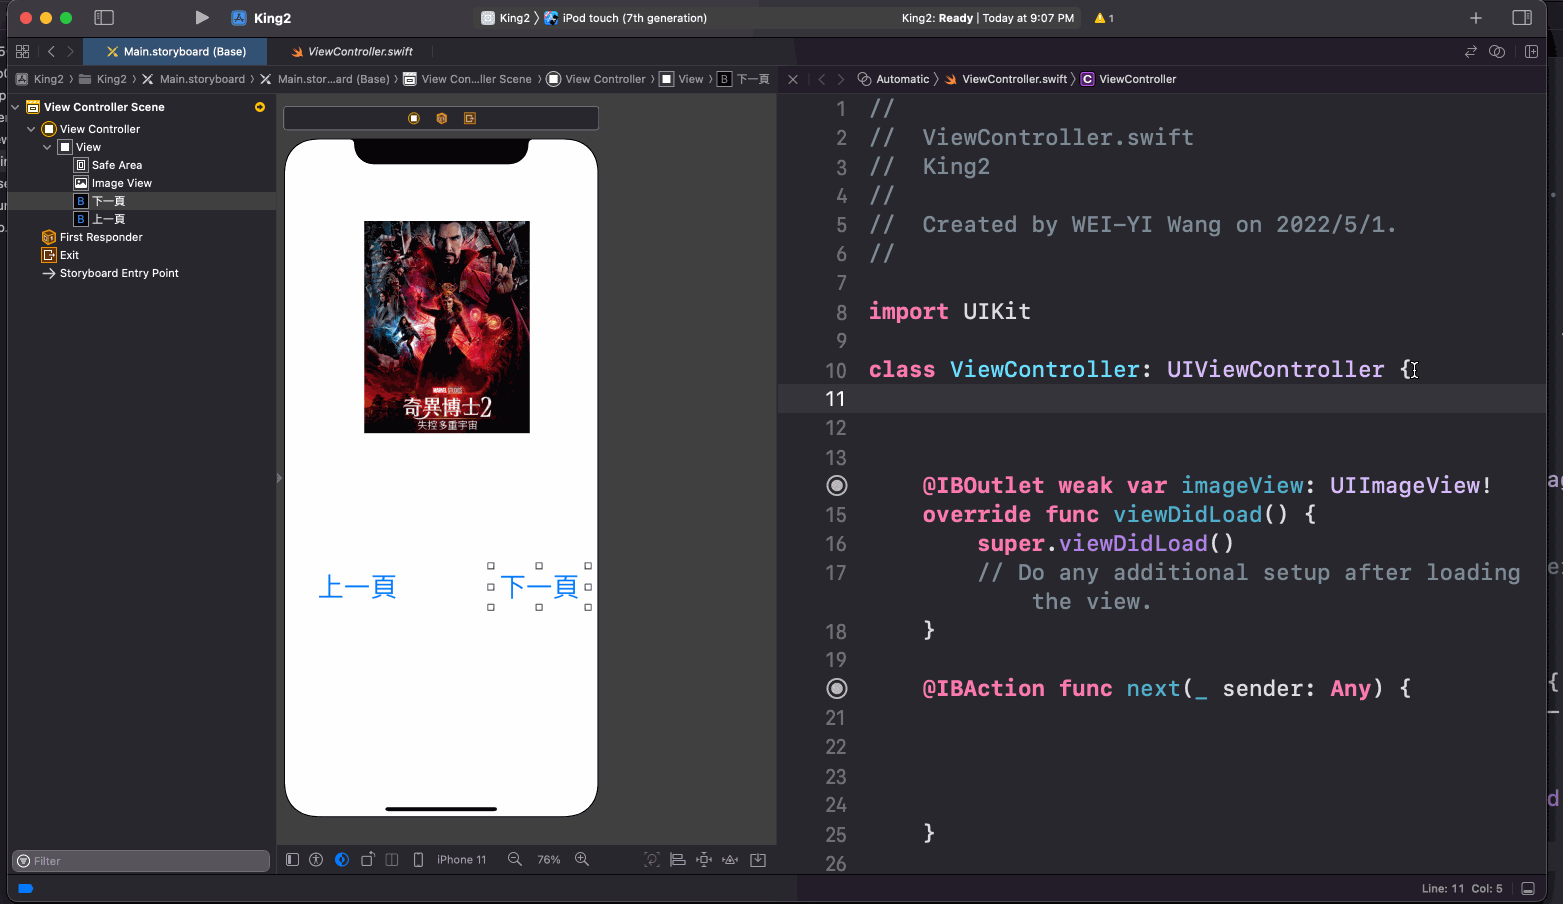 King2
King2 〉 iPod touch (7th generation)
King2: Ready | Today at 9:07 PM
1
Main.storyboard (Base)
ViewController.swift
King2 〉 King2 〉 Main.storyboard 〉 Main.stor...ard (Base) 〉 View Con...ller Scene 〉 View Controller 〉 View 〉 B 下一頁
Automatic 〉 ViewController.swift 〉 C ViewController
View Controller Scene
View Controller
View
Safe Area
Image View
B 下一頁
B 上一頁
First Responder
Exit
Storyboard Entry Point
Filter
MARVEL STUDIOS
奇異博士2
失控多重宇宙
上一頁
下一頁
iPhone 11
76%
1 //
2 //  ViewController.swift
3 //  King2
4 //
5 //  Created by WEI-YI Wang on 2022/5/1.
6 //
7
8 import UIKit
9
10 class ViewController: UIViewController {
11
12
13
@IBOutlet weak var imageView: UIImageView!
15 override func viewDidLoad() {
16 super.viewDidLoad()
17 // Do any additional setup after loading
the view.
18 }
19
@IBAction func next(_ sender: Any) {
21
22
23
24
25 }
26
Line: 11 Col: 5